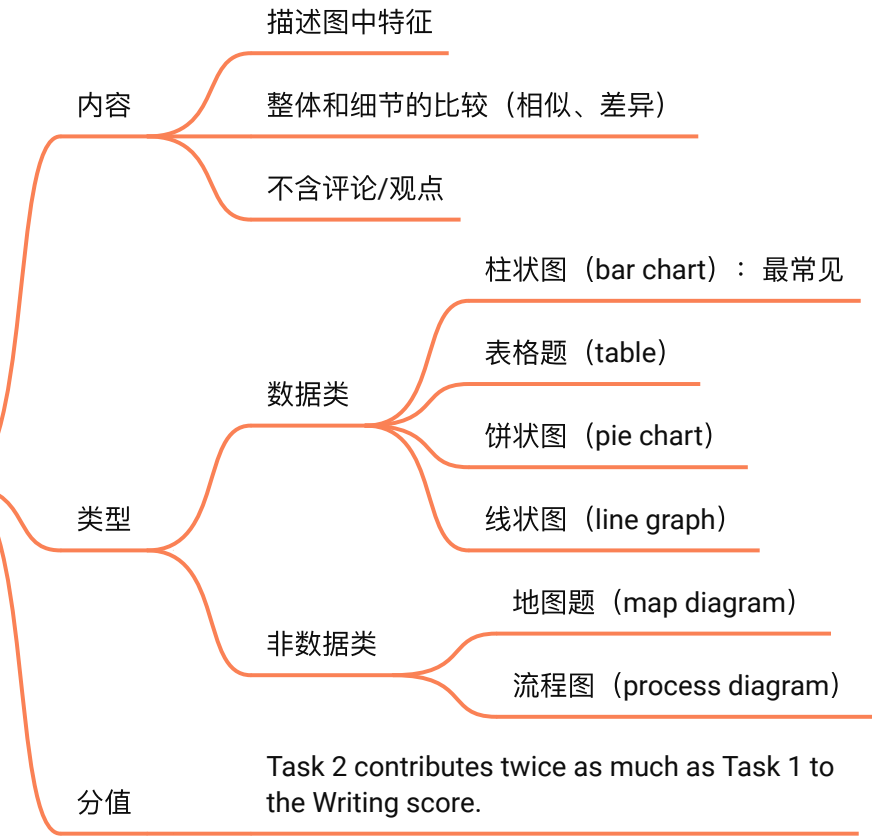 描述图中特征
内容
整体和细节的比较（相似、差异）
不含评论/观点
柱状图（bar chart）：最常见
表格题（table）
数据类
饼状图（pie chart）
线状图（line graph）
类型
地图题（map diagram）
非数据类
流程图（process diagram）
分值
Task 2 contributes twice as much as Task 1 to
the Writing score.